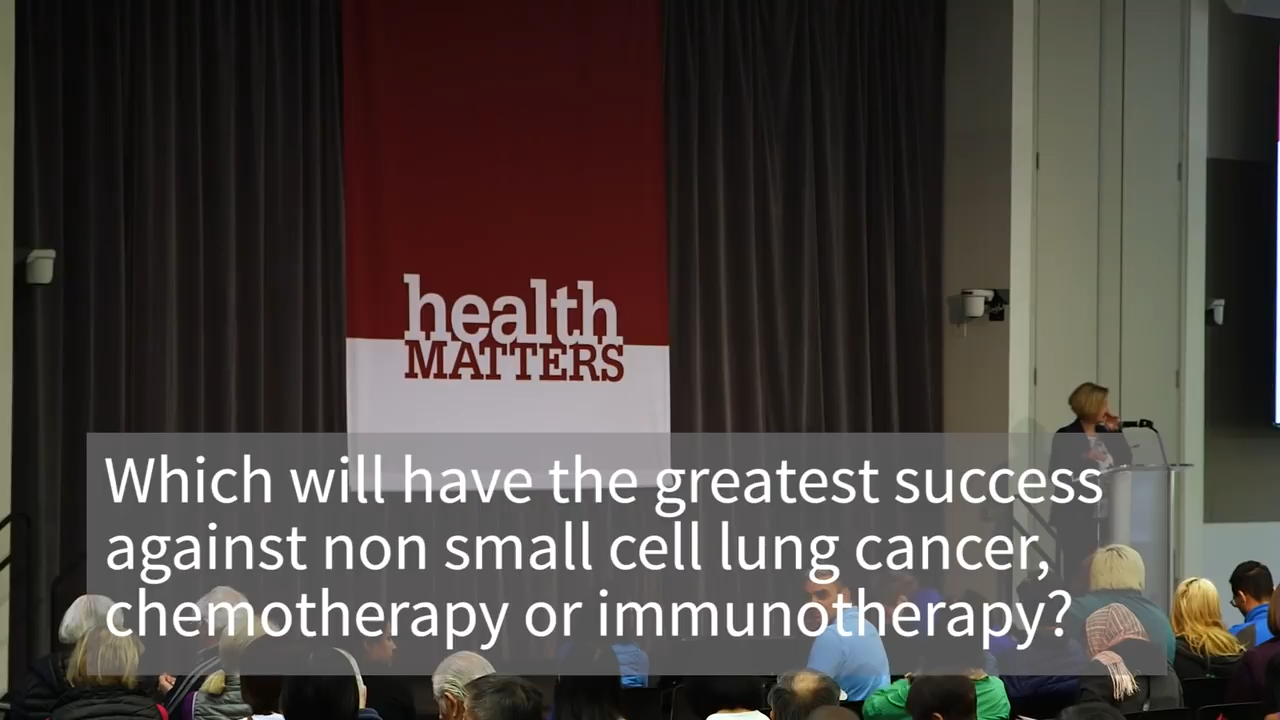 health
MATTERS
Which will have the greatest success
against non small cell lung cancer,
chemotherapy or immunotherapy?